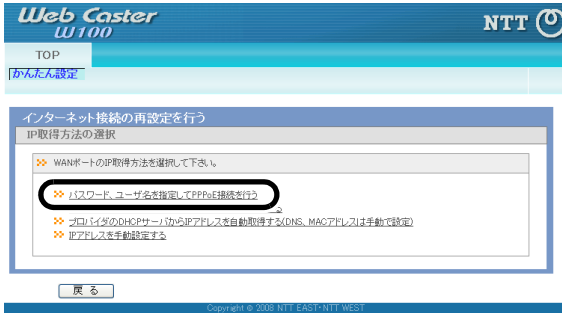 Web Caster
W100
NTT
TOP
かんたん設定
インターネット接続の再設定を行う
IP取得方法の選択
WANポートのIP取得方法を選択して下さい。
パスワード、ユーザ名を指定してPPPoE接続を行う
プロバイダのDHCPサーバからIPアドレスを自動取得する(DNS、MACアドレスは手動で設定)
IPアドレスを手動設定する
戻る
Copyright © 2008 NTT EAST・NTT WEST